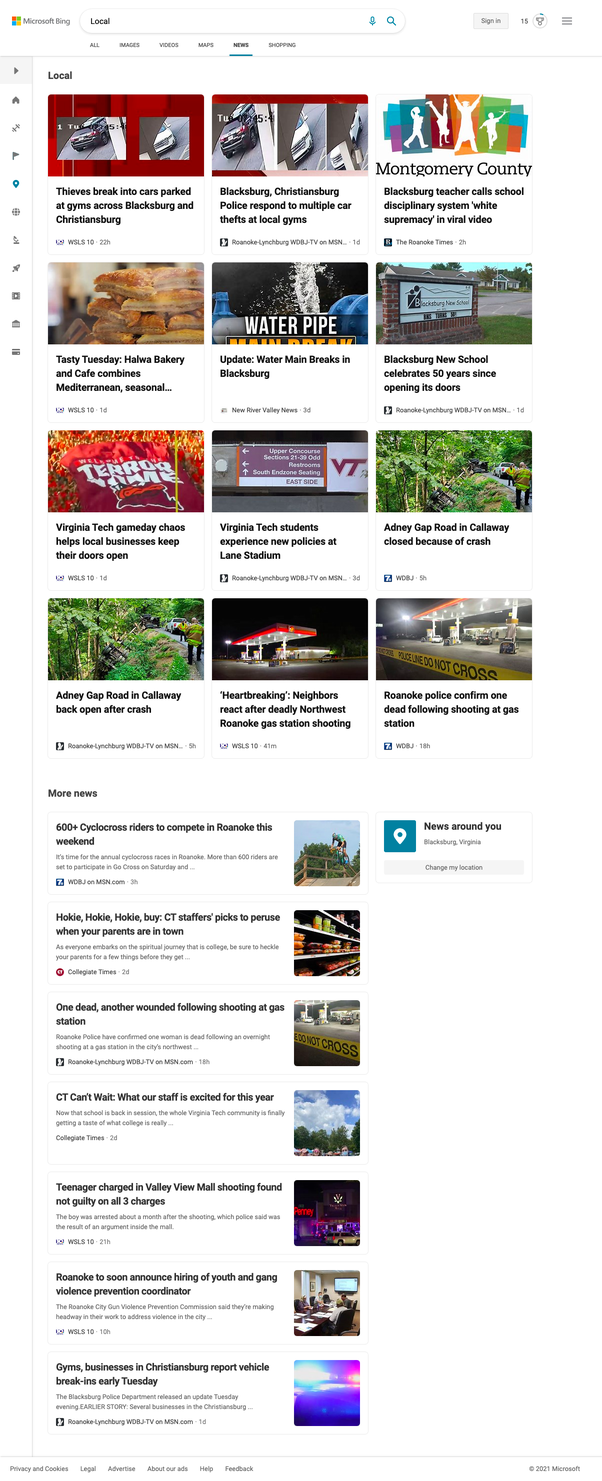 Microsoft Bing
Local
Sign in
15
ALL
IMAGES
VIDEOS
MAPS
NEWS
SHOPPING
Local
Thieves break into cars parked
at gyms across Blacksburg and
Christiansburg
WSLS 10 · 22h
Blacksburg, Christiansburg
Police respond to multiple car
thefts at local gyms
Roanoke-Lynchburg WDBJ-TV on MSN... · 1d
Montgomery County
Blacksburg teacher calls school
disciplinary system 'white
supremacy' in viral video
The Roanoke Times · 2h
Tasty Tuesday: Halwa Bakery
and Cafe combines
Mediterranean, seasonal...
WSLS 10 · 1d
WATER PIPE
MAIN BREAK
Update: Water Main Breaks in
Blacksburg
New River Valley News · 3d
Blacksburg New School
Blacksburg New School
celebrates 50 years since
opening its doors
Roanoke-Lynchburg WDBJ-TV on MSN... · 1d
TERROR
Virginia Tech gameday chaos
helps local businesses keep
their doors open
WSLS 10 · 1d
Upper Concourse
Sections 21-39 Odd
Restrooms
South Endzone Seating
EAST SIDE
VT
Virginia Tech students
experience new policies at
Lane Stadium
Roanoke-Lynchburg WDBJ-TV on MSN... · 3d
Adney Gap Road in Callaway
closed because of crash
WDBJ · 5h
Adney Gap Road in Callaway
back open after crash
Roanoke-Lynchburg WDBJ-TV on MSN... · 5h
‘Heartbreaking’: Neighbors
react after deadly Northwest
Roanoke gas station shooting
WSLS 10 · 41m
POLICE LINE DO NOT CROSS
Roanoke police confirm one
dead following shooting at gas
station
WDBJ · 18h
More news
600+ Cyclocross riders to compete in Roanoke this
weekend
It's time for the annual cyclocross races in Roanoke. More than 600 riders are
set to participate in Go Cross on Saturday and ...
WDBJ on MSN.com · 3h
News around you
Blacksburg, Virginia
Change my location
Hokie, Hokie, Hokie, buy: CT staffers' picks to peruse
when your parents are in town
As everyone embarks on the spiritual journey that is college, be sure to heckle
your parents for a few things before they get ...
Collegiate Times · 2d
One dead, another wounded following shooting at gas
station
Roanoke Police have confirmed one woman is dead following an overnight
shooting at a gas station in the city's northwest ...
Roanoke-Lynchburg WDBJ-TV on MSN.com · 18h
DO NOT CROSS
CT Can't Wait: What our staff is excited for this year
Now that school is back in session, the whole Virginia Tech community is finally
getting a taste of what college is really ...
Collegiate Times · 2d
Teenager charged in Valley View Mall shooting found
not guilty on all 3 charges
The boy was arrested about a month after the shooting, which police said was
the result of an argument inside the mall.
WSLS 10 · 21h
Roanoke to soon announce hiring of youth and gang
violence prevention coordinator
The Roanoke City Gun Violence Prevention Commission said they're making
headway in their work to address violence in the city ...
WSLS 10 · 10h
Gyms, businesses in Christiansburg report vehicle
break-ins early Tuesday
The Blacksburg Police Department released an update Tuesday
evening.EARLIER STORY: Several businesses in the Christiansburg ...
Roanoke-Lynchburg WDBJ-TV on MSN.com · 1d
Privacy and Cookies
Legal
Advertise
About our ads
Help
Feedback
© 2021 Microsoft